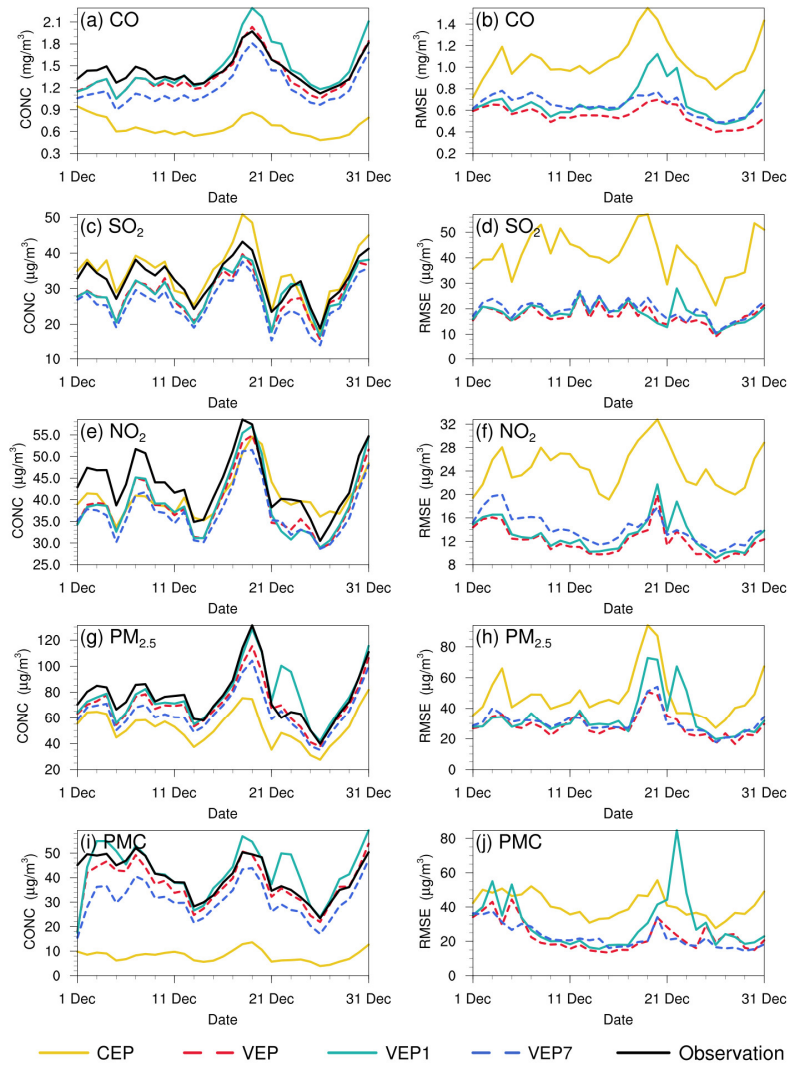 (a) CO
CONC (mg/m³)
2.1
1.8
1.5
1.2
0.9
0.6
0.3
1 Dec 11 Dec 21 Dec 31 Dec
Date
(b) CO
RMSE (mg/m³)
1.4
1.2
1.0
0.8
0.6
0.4
0.2
1 Dec 11 Dec 21 Dec 31 Dec
Date
(c) SO₂
CONC (µg/m³)
50
40
30
20
10
1 Dec 11 Dec 21 Dec 31 Dec
Date
(d) SO₂
RMSE (µg/m³)
50
40
30
20
10
0
1 Dec 11 Dec 21 Dec 31 Dec
Date
(e) NO₂
CONC (µg/m³)
55.0
50.0
45.0
40.0
35.0
30.0
25.0
1 Dec 11 Dec 21 Dec 31 Dec
Date
(f) NO₂
RMSE (µg/m³)
32
28
24
20
16
12
8
1 Dec 11 Dec 21 Dec 31 Dec
Date
(g) PM₂.₅
CONC (µg/m³)
120
100
80
60
40
20
1 Dec 11 Dec 21 Dec 31 Dec
Date
(h) PM₂.₅
RMSE (µg/m³)
80
60
40
20
0
1 Dec 11 Dec 21 Dec 31 Dec
Date
(i) PMC
CONC (µg/m³)
50
40
30
20
10
0
1 Dec 11 Dec 21 Dec 31 Dec
Date
(j) PMC
RMSE (µg/m³)
80
60
40
20
0
1 Dec 11 Dec 21 Dec 31 Dec
Date
CEP VEP VEP1 VEP7 Observation